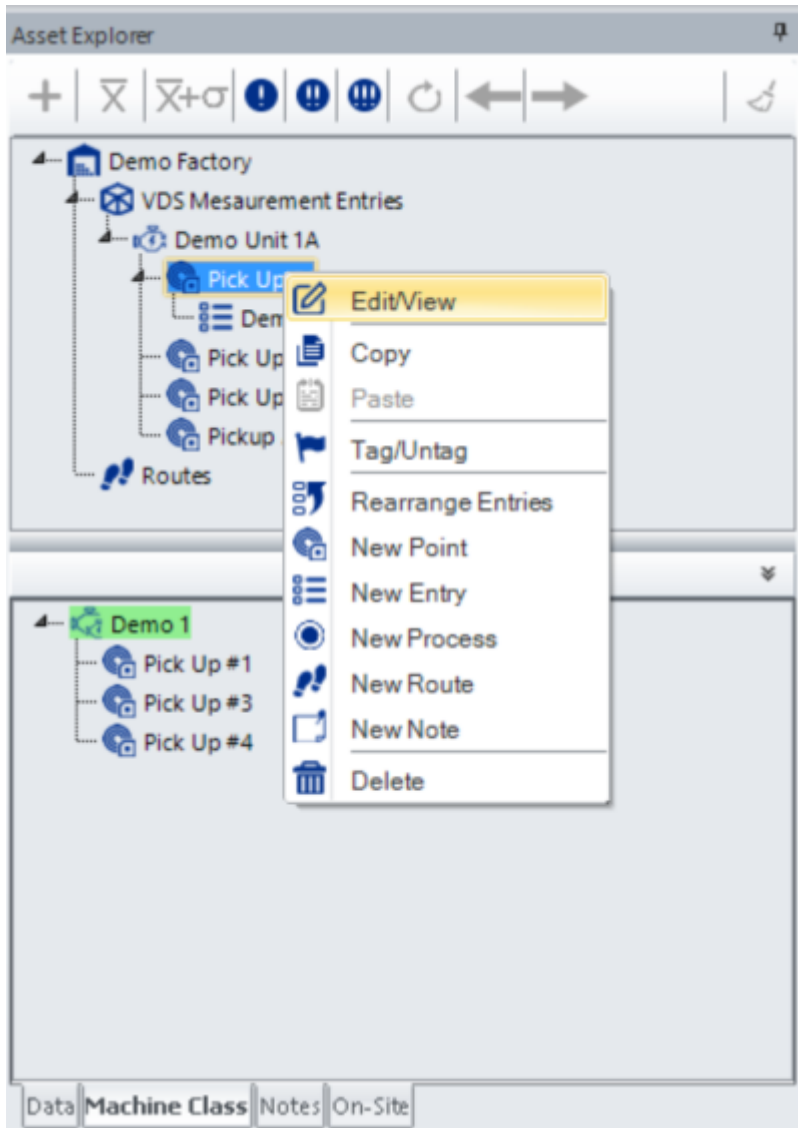 Asset Explorer
X X+σ
Demo Factory
VDS Mesaurement Entries
Demo Unit 1A
Pick Up
Edit/View
Dem
Copy
Pick Up
Paste
Pick Up
Pickup
Tag/Untag
Routes
Rearrange Entries
New Point
New Entry
New Process
New Route
New Note
Delete
Demo 1
Pick Up #1
Pick Up #3
Pick Up #4
Data Machine Class Notes On-Site